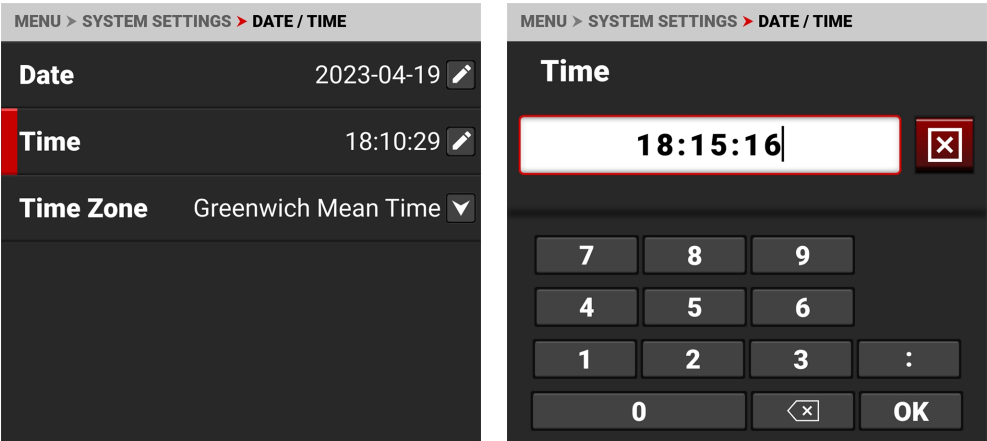 MENU > SYSTEM SETTINGS > DATE / TIME
Date 2023-04-19
Time 18:10:29
Time Zone Greenwich Mean Time
MENU > SYSTEM SETTINGS > DATE / TIME
Time
18:15:16
7 8 9
4 5 6
1 2 3 :
0 OK